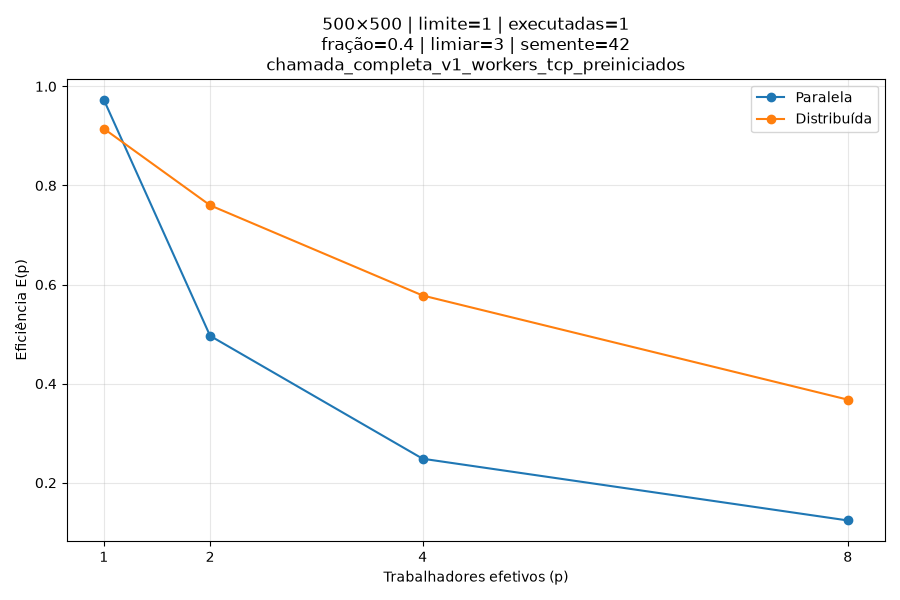 500×500 | limite=1 | executadas=1
fração=0.4 | limiar=3 | semente=42
chamada_completa_v1_workers_tcp_preiniciados
Paralela
Distribuída
1.0
0.8
0.6
0.4
0.2
Eficiência E(p)
1
2
4
8
Trabalhadores efetivos (p)